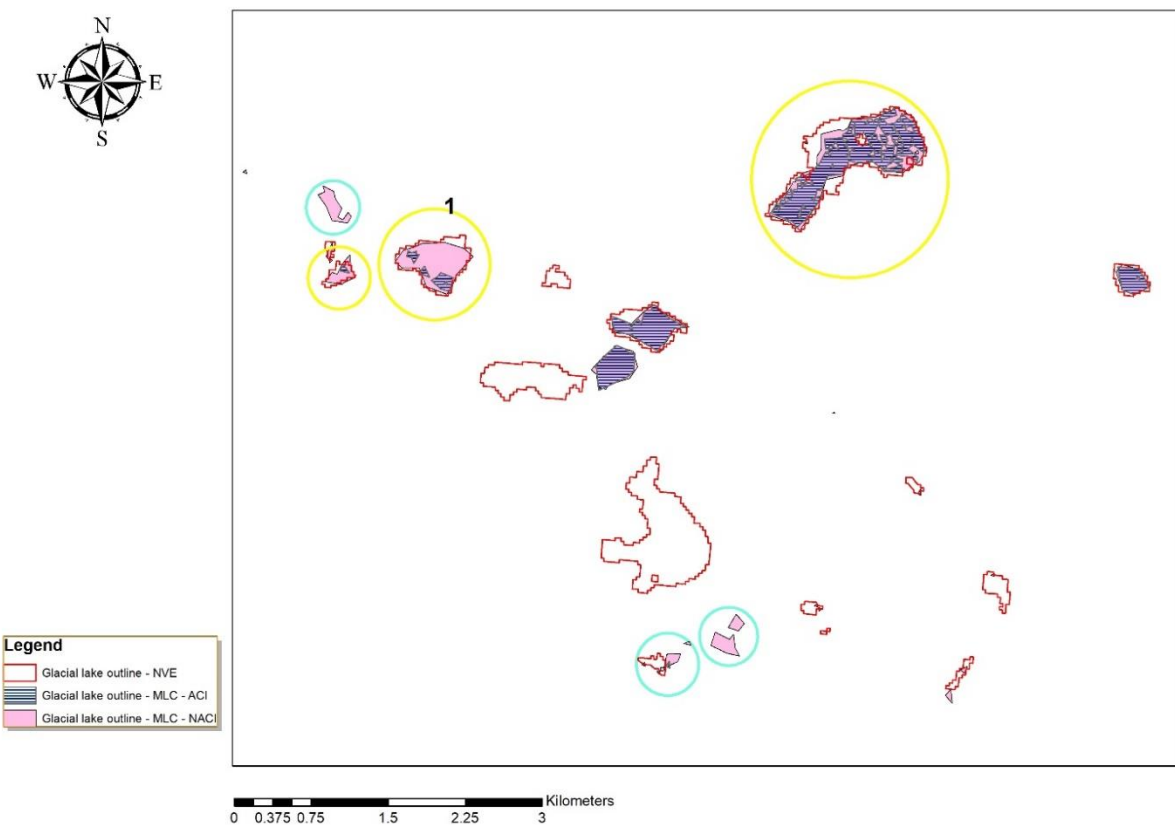 N
W E
S
1
Legend
Glacial lake outline - NVE
Glacial lake outline - MLC - ACI
Glacial lake outline - MLC - NACI
Kilometers
0 0.375 0.75 1.5 2.25 3